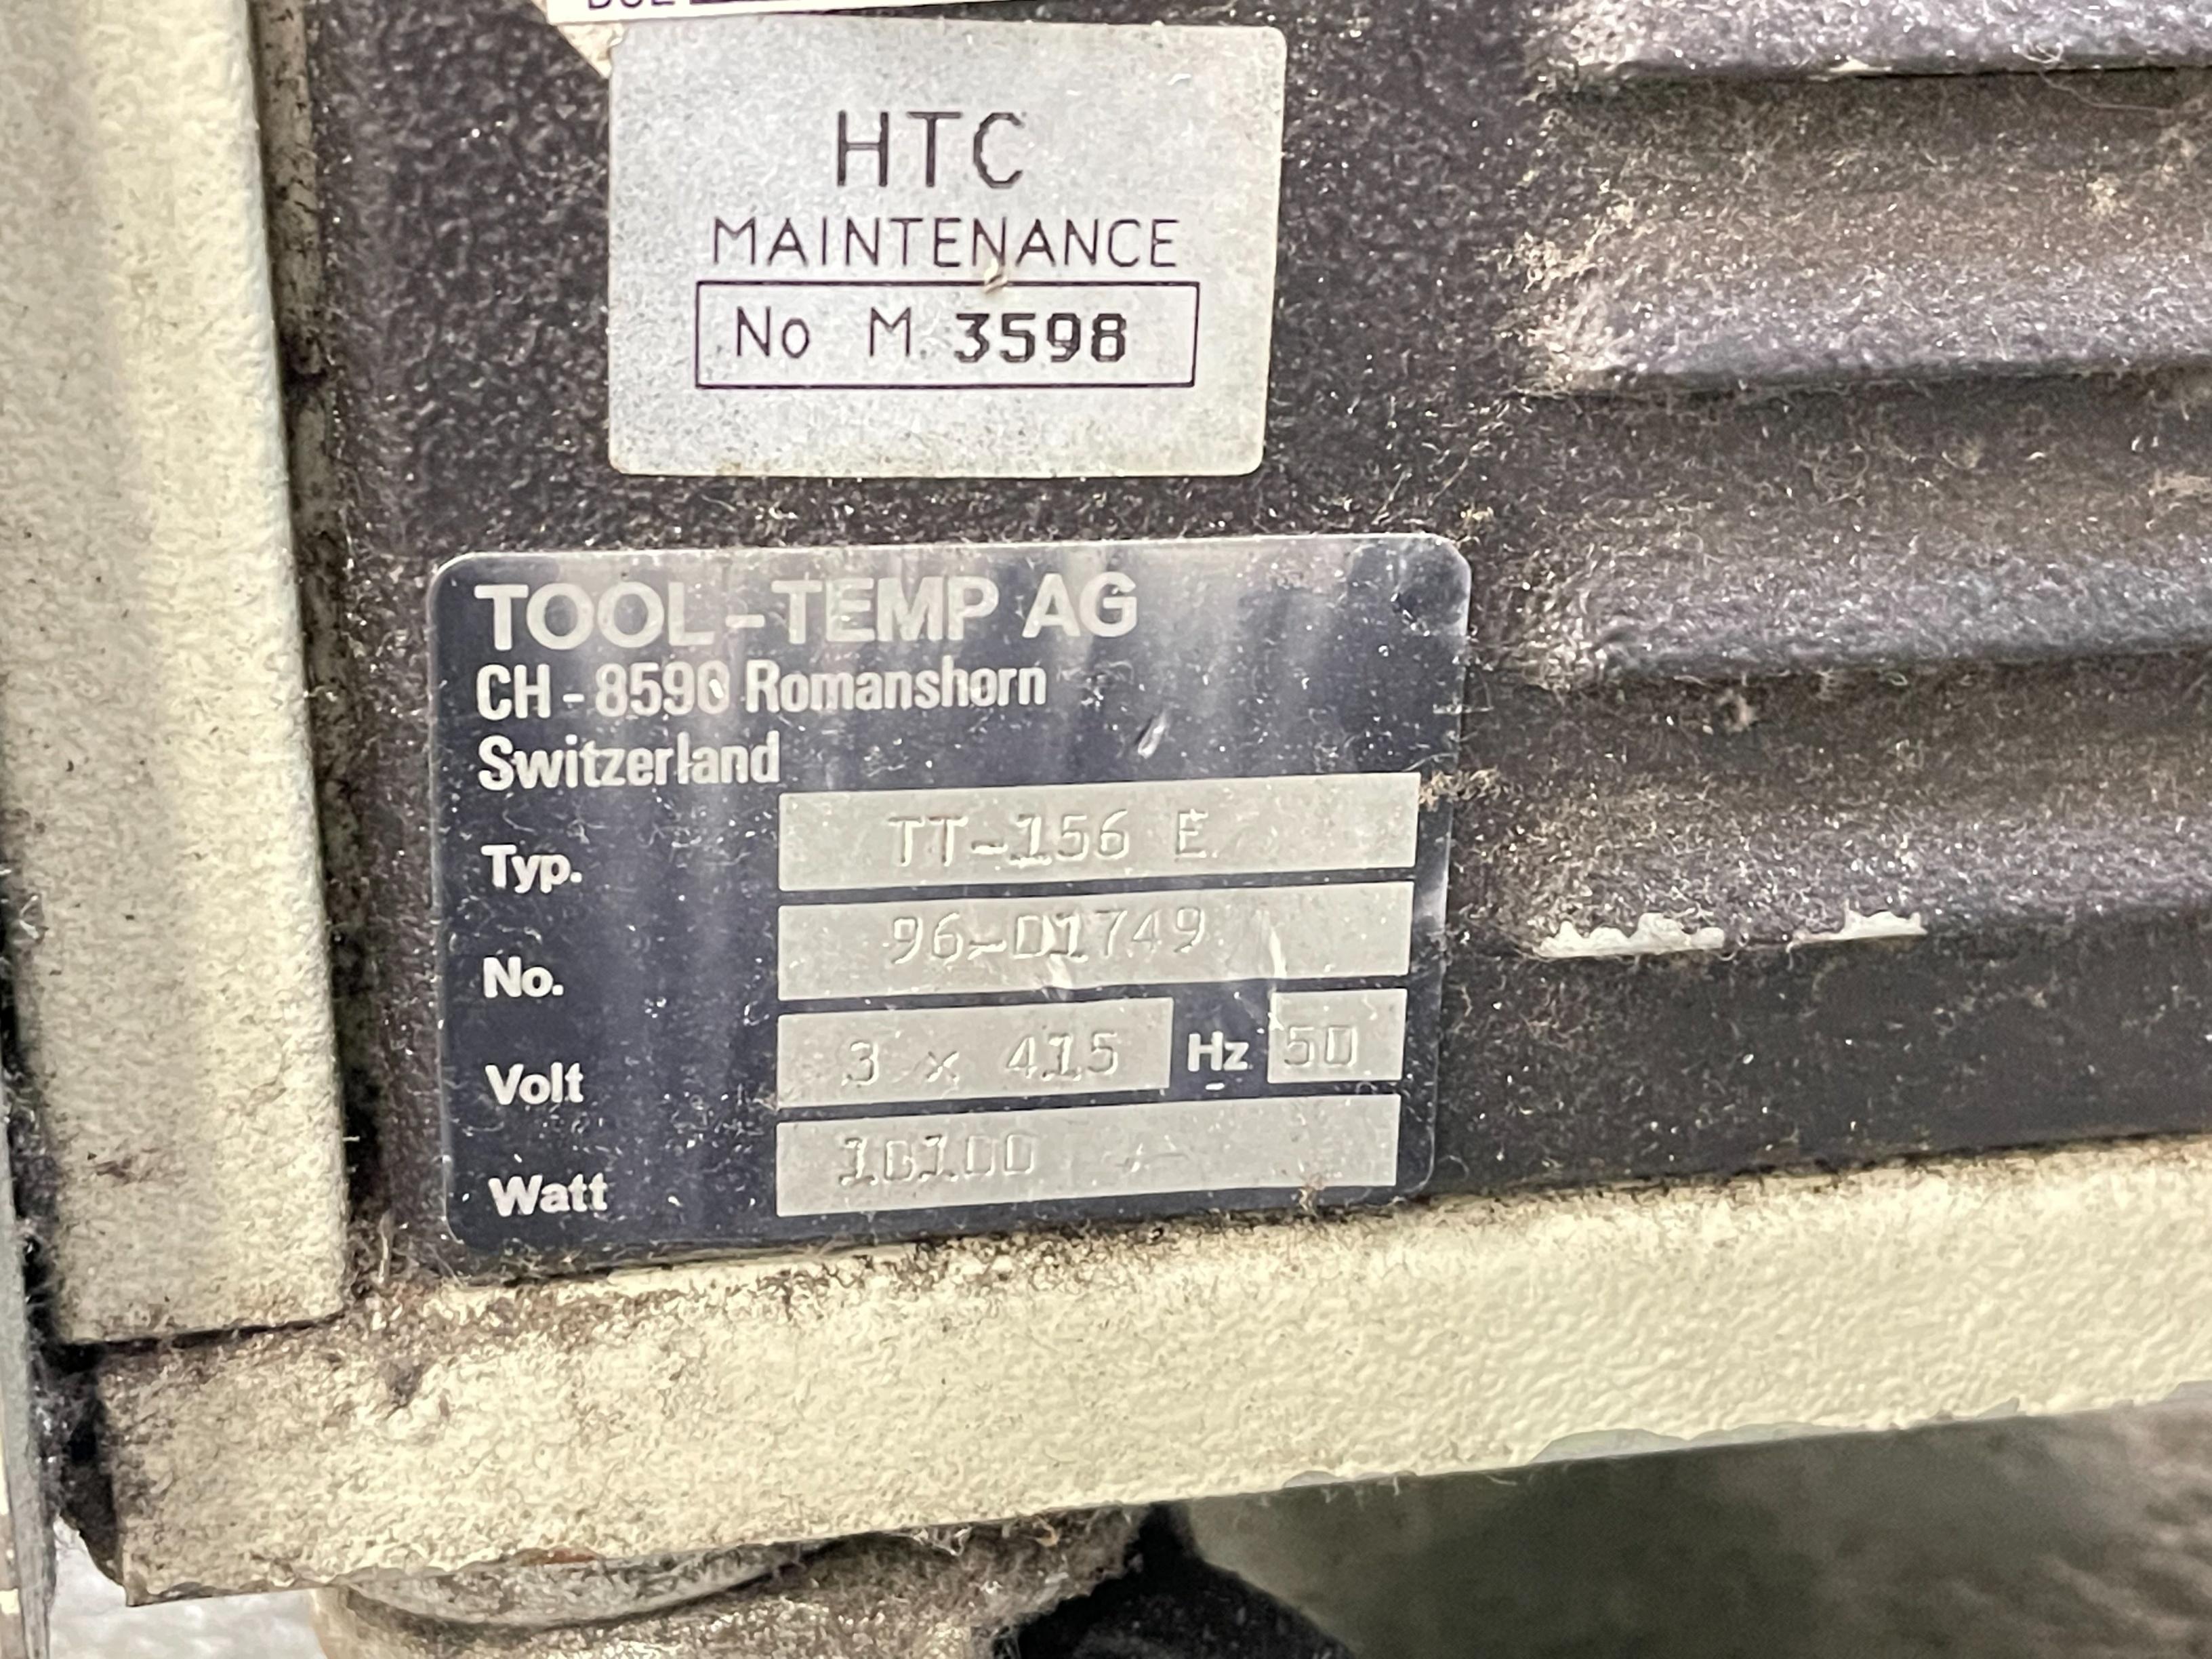 HTC
MAINTENANCE
No M. 3598
TOOL-TEMP AG
CH-8590 Romanshorn
Switzerland
Typ. TT-156 E
No. 96-01749
Volt 3 x 415 Hz 50
Watt 10100